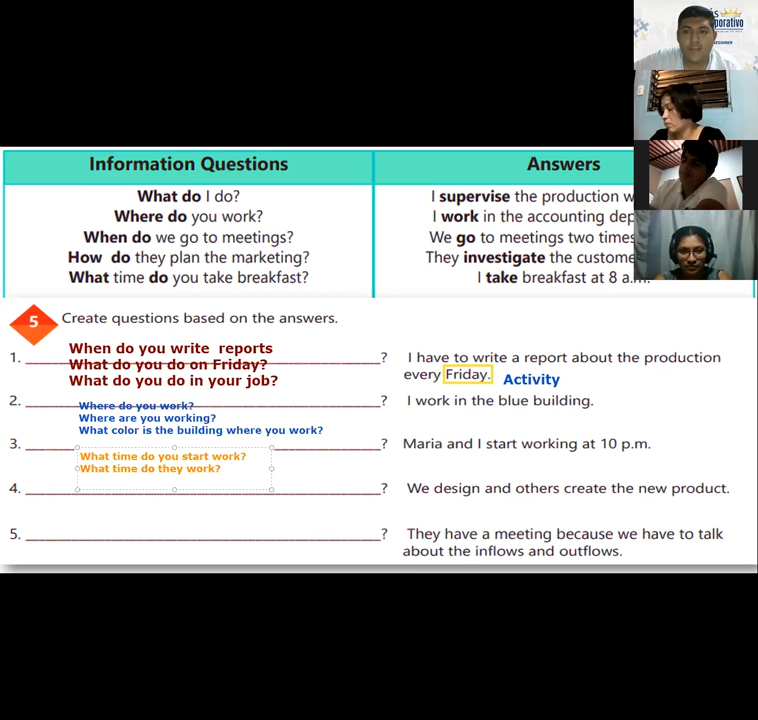 és
porativo
BEGINNER
Information Questions
Answers
What do I do?
I supervise the production w
Where do you work?
I work in the accounting dep
When do we go to meetings?
We go to meetings two times
How do they plan the marketing?
They investigate the custome
What time do you take breakfast?
I take breakfast at 8 a.m.
5
Create questions based on the answers.
When do you write reports
1. ? I have to write a report about the production
What do you do on Friday?
every Friday. Activity
What do you do in your job?
2. ? I work in the blue building.
Where do you work?
Where are you working?
What color is the building where you work?
3. ? Maria and I start working at 10 p.m.
What time do you start work?
What time do they work?
4. ? We design and others create the new product.
5. ? They have a meeting because we have to talk
about the inflows and outflows.